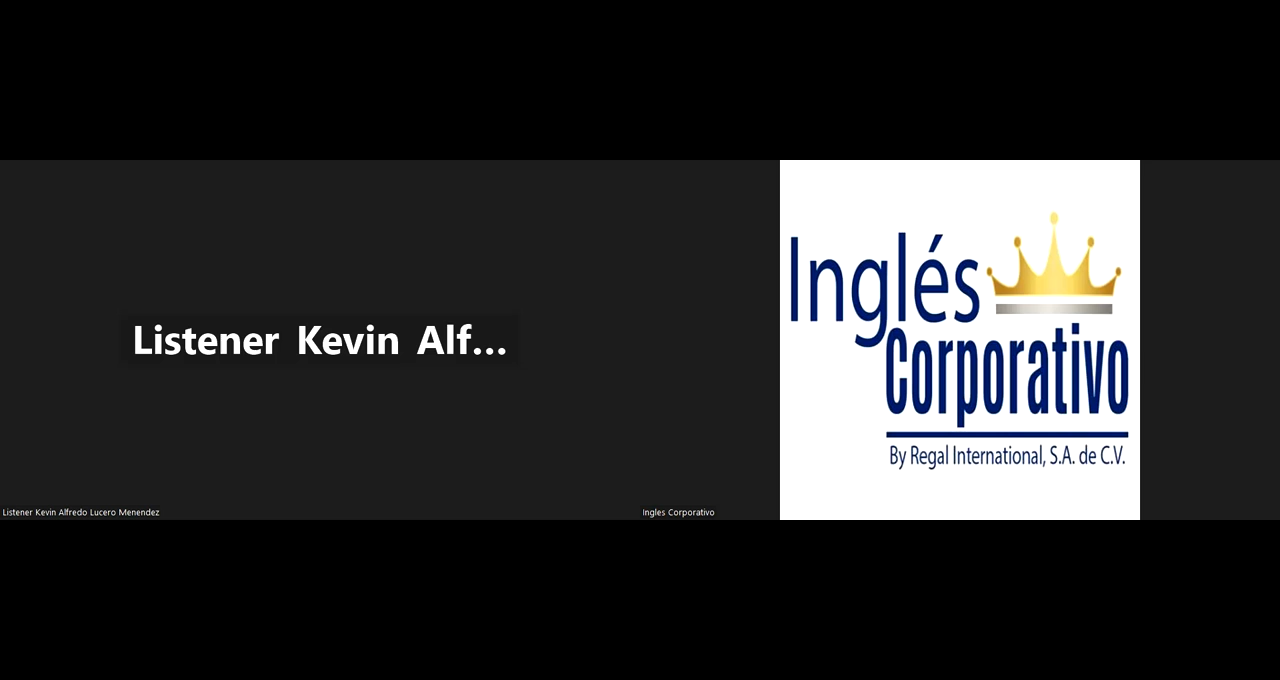 Listener Kevin Alf...
Listener Kevin Alfredo Lucero Menendez
Inglés
Corporativo
By Regal International, S.A. de C.V.
Ingles Corporativo